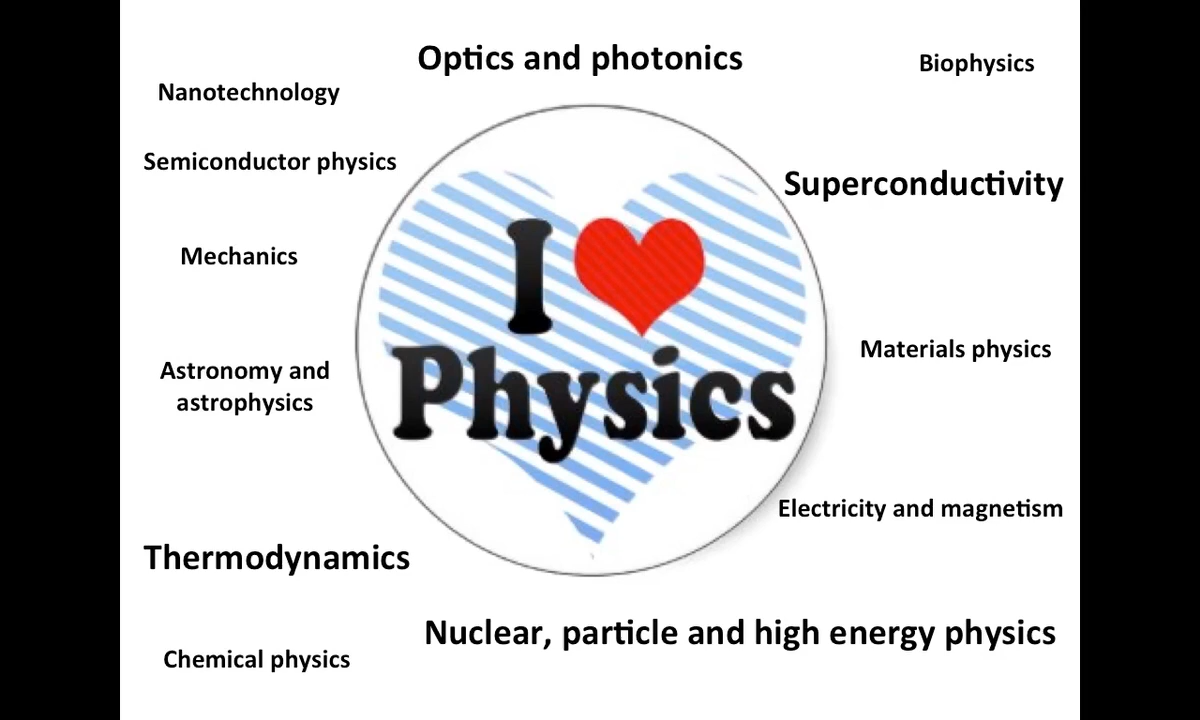 Optics and photonics
Biophysics
Nanotechnology
Semiconductor physics
Superconductivity
I
Physics
Mechanics
Materials physics
Astronomy and
astrophysics
Electricity and magnetism
Thermodynamics
Nuclear, particle and high energy physics
Chemical physics